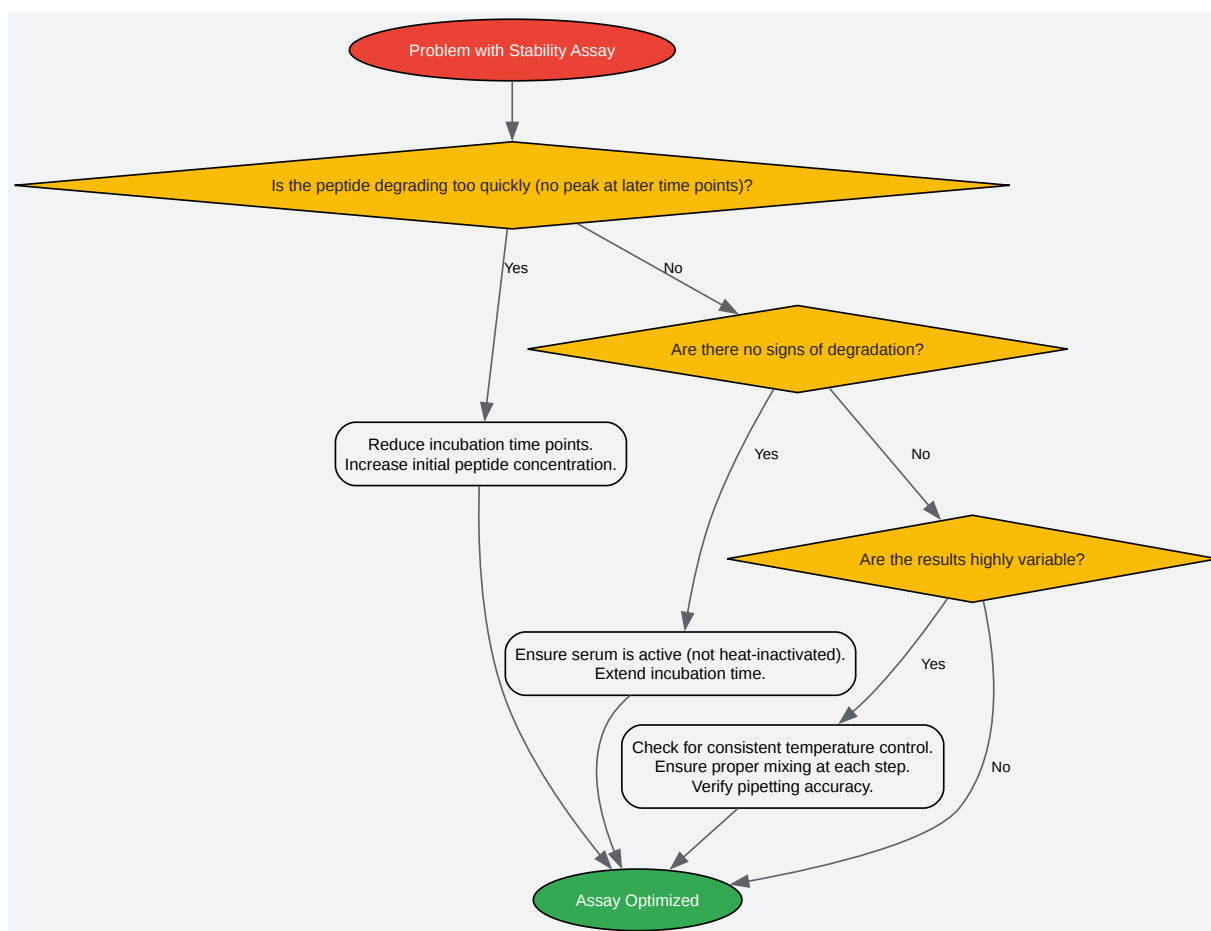 Problem with Stability Assay
Is the peptide degrading too quickly (no peak at later time points)?
Yes
No
Are there no signs of degradation?
Reduce incubation time points.
Increase initial peptide concentration.
Yes
No
Are the results highly variable?
Ensure serum is active (not heat-inactivated).
Extend incubation time.
Yes
Check for consistent temperature control.
Ensure proper mixing at each step.
Verify pipetting accuracy.
No
Assay Optimized